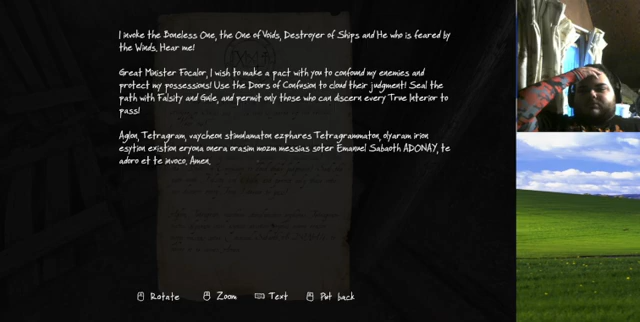 I invoke the Boneless One, the One of Voids, Destroyer of Ships and He who is feared by
the Winds. Hear me!
Great Minister Focalor, I wish to make a pact with you to confound my enemies and
protect my possessions! Use the Doors of Confusion to cloud their judgment! Seal the
path with Falsity and Guile, and permit only those who can discern every True Interior to
pass!
Aglon, Tetragram, vaycheon stimulamaton ezphares Tetragrammaton, olyaram irion
esytion existion eryona onera orasim mozm messias soter Emanuel Sabaoth ADONAY, te
adoro et te invoco. Amen.
Rotate Zoom Text Put back